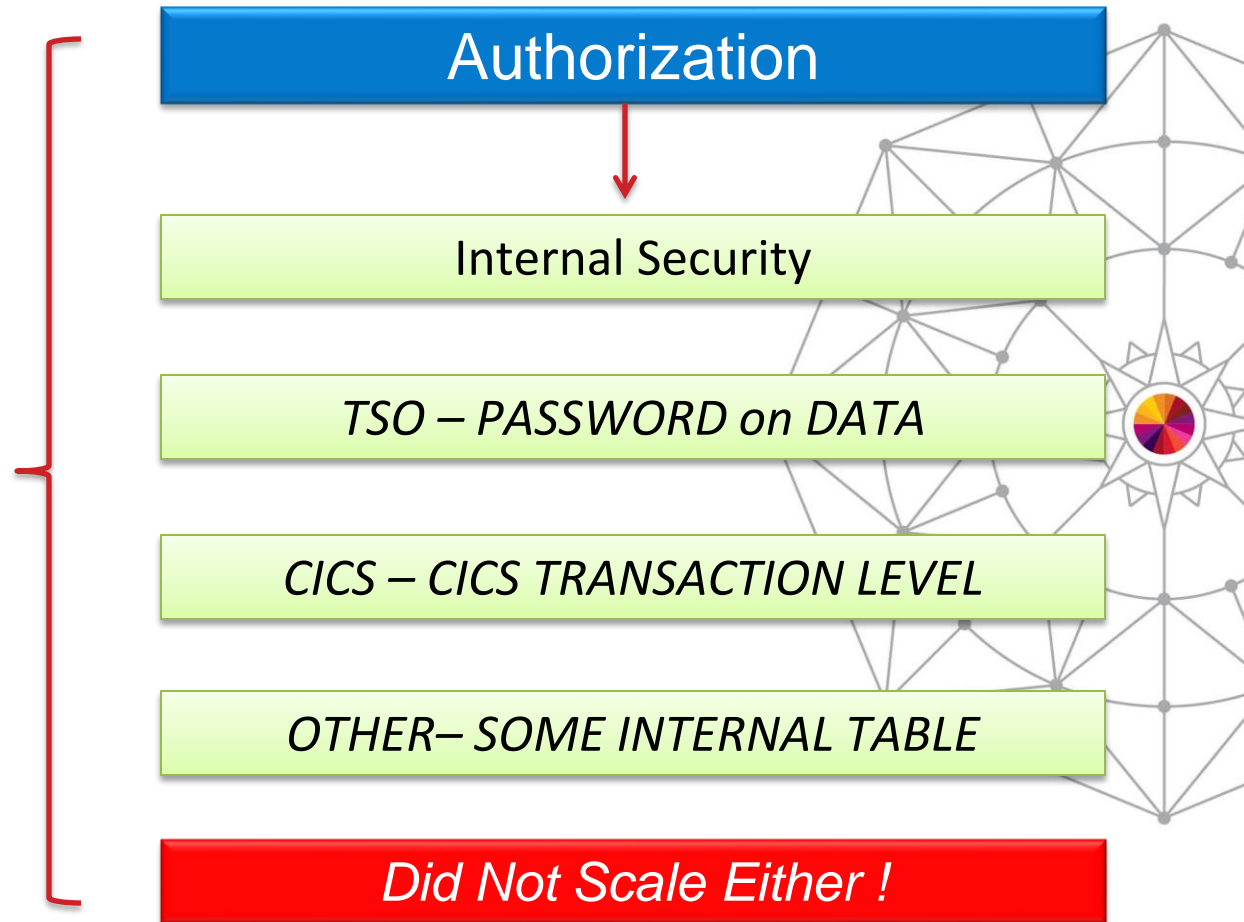 Authorization
Internal Security
TSO – PASSWORD on DATA
CICS – CICS TRANSACTION LEVEL
OTHER– SOME INTERNAL TABLE
Did Not Scale Either !